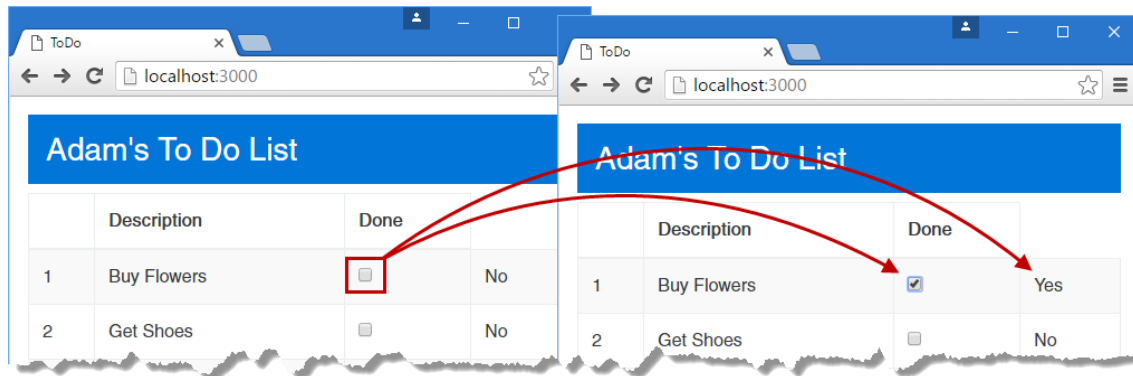 ToDo
localhost:3000
Adam's To Do List
Description Done
1 Buy Flowers No
2 Get Shoes No
ToDo
localhost:3000
Adam's To Do List
Description Done
1 Buy Flowers Yes
2 Get Shoes No